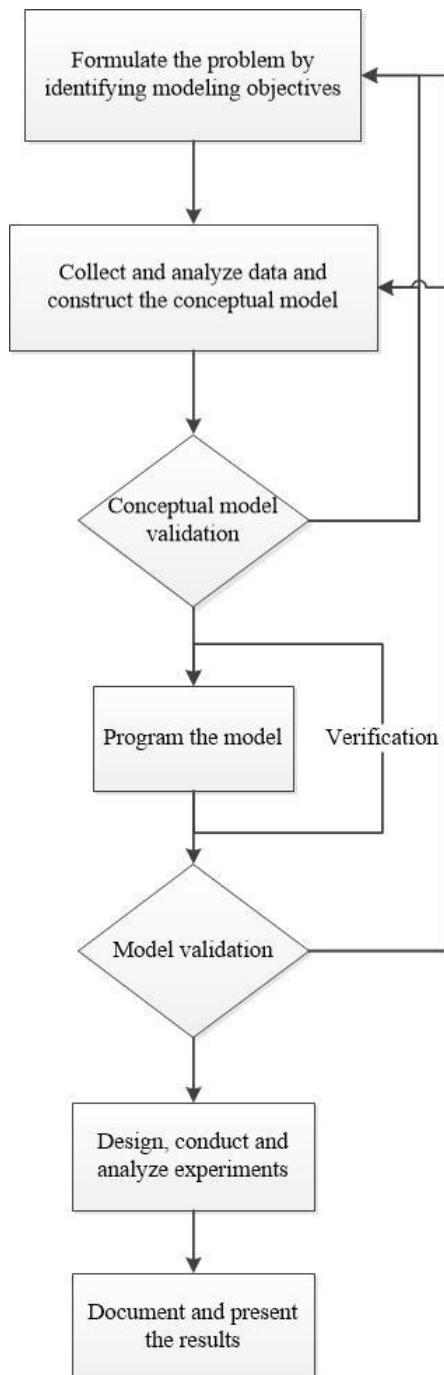 Formulate the problem by
identifying modeling objectives
Collect and analyze data and
construct the conceptual model
Conceptual model
validation
Program the model
Verification
Model validation
Design, conduct and
analyze experiments
Document and present
the results